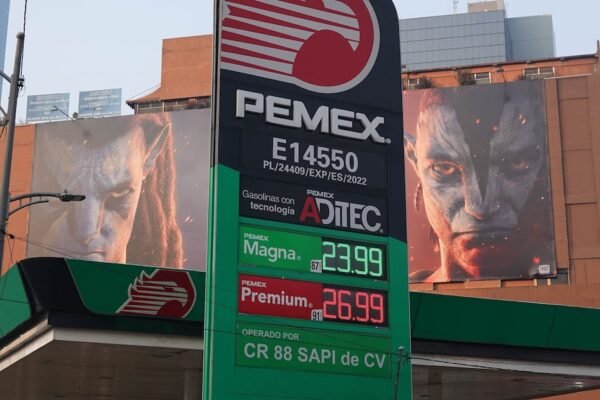 PEMEX®
E14550
PL/24409/EXP/ES/2022
Gasolinas con tecnología
PEMEX
ADiTEC
PEMEX
Magna 87 23.99
PEMEX
Premium 91 26.99
OPERADO POR
CR 88 SAPI de CV